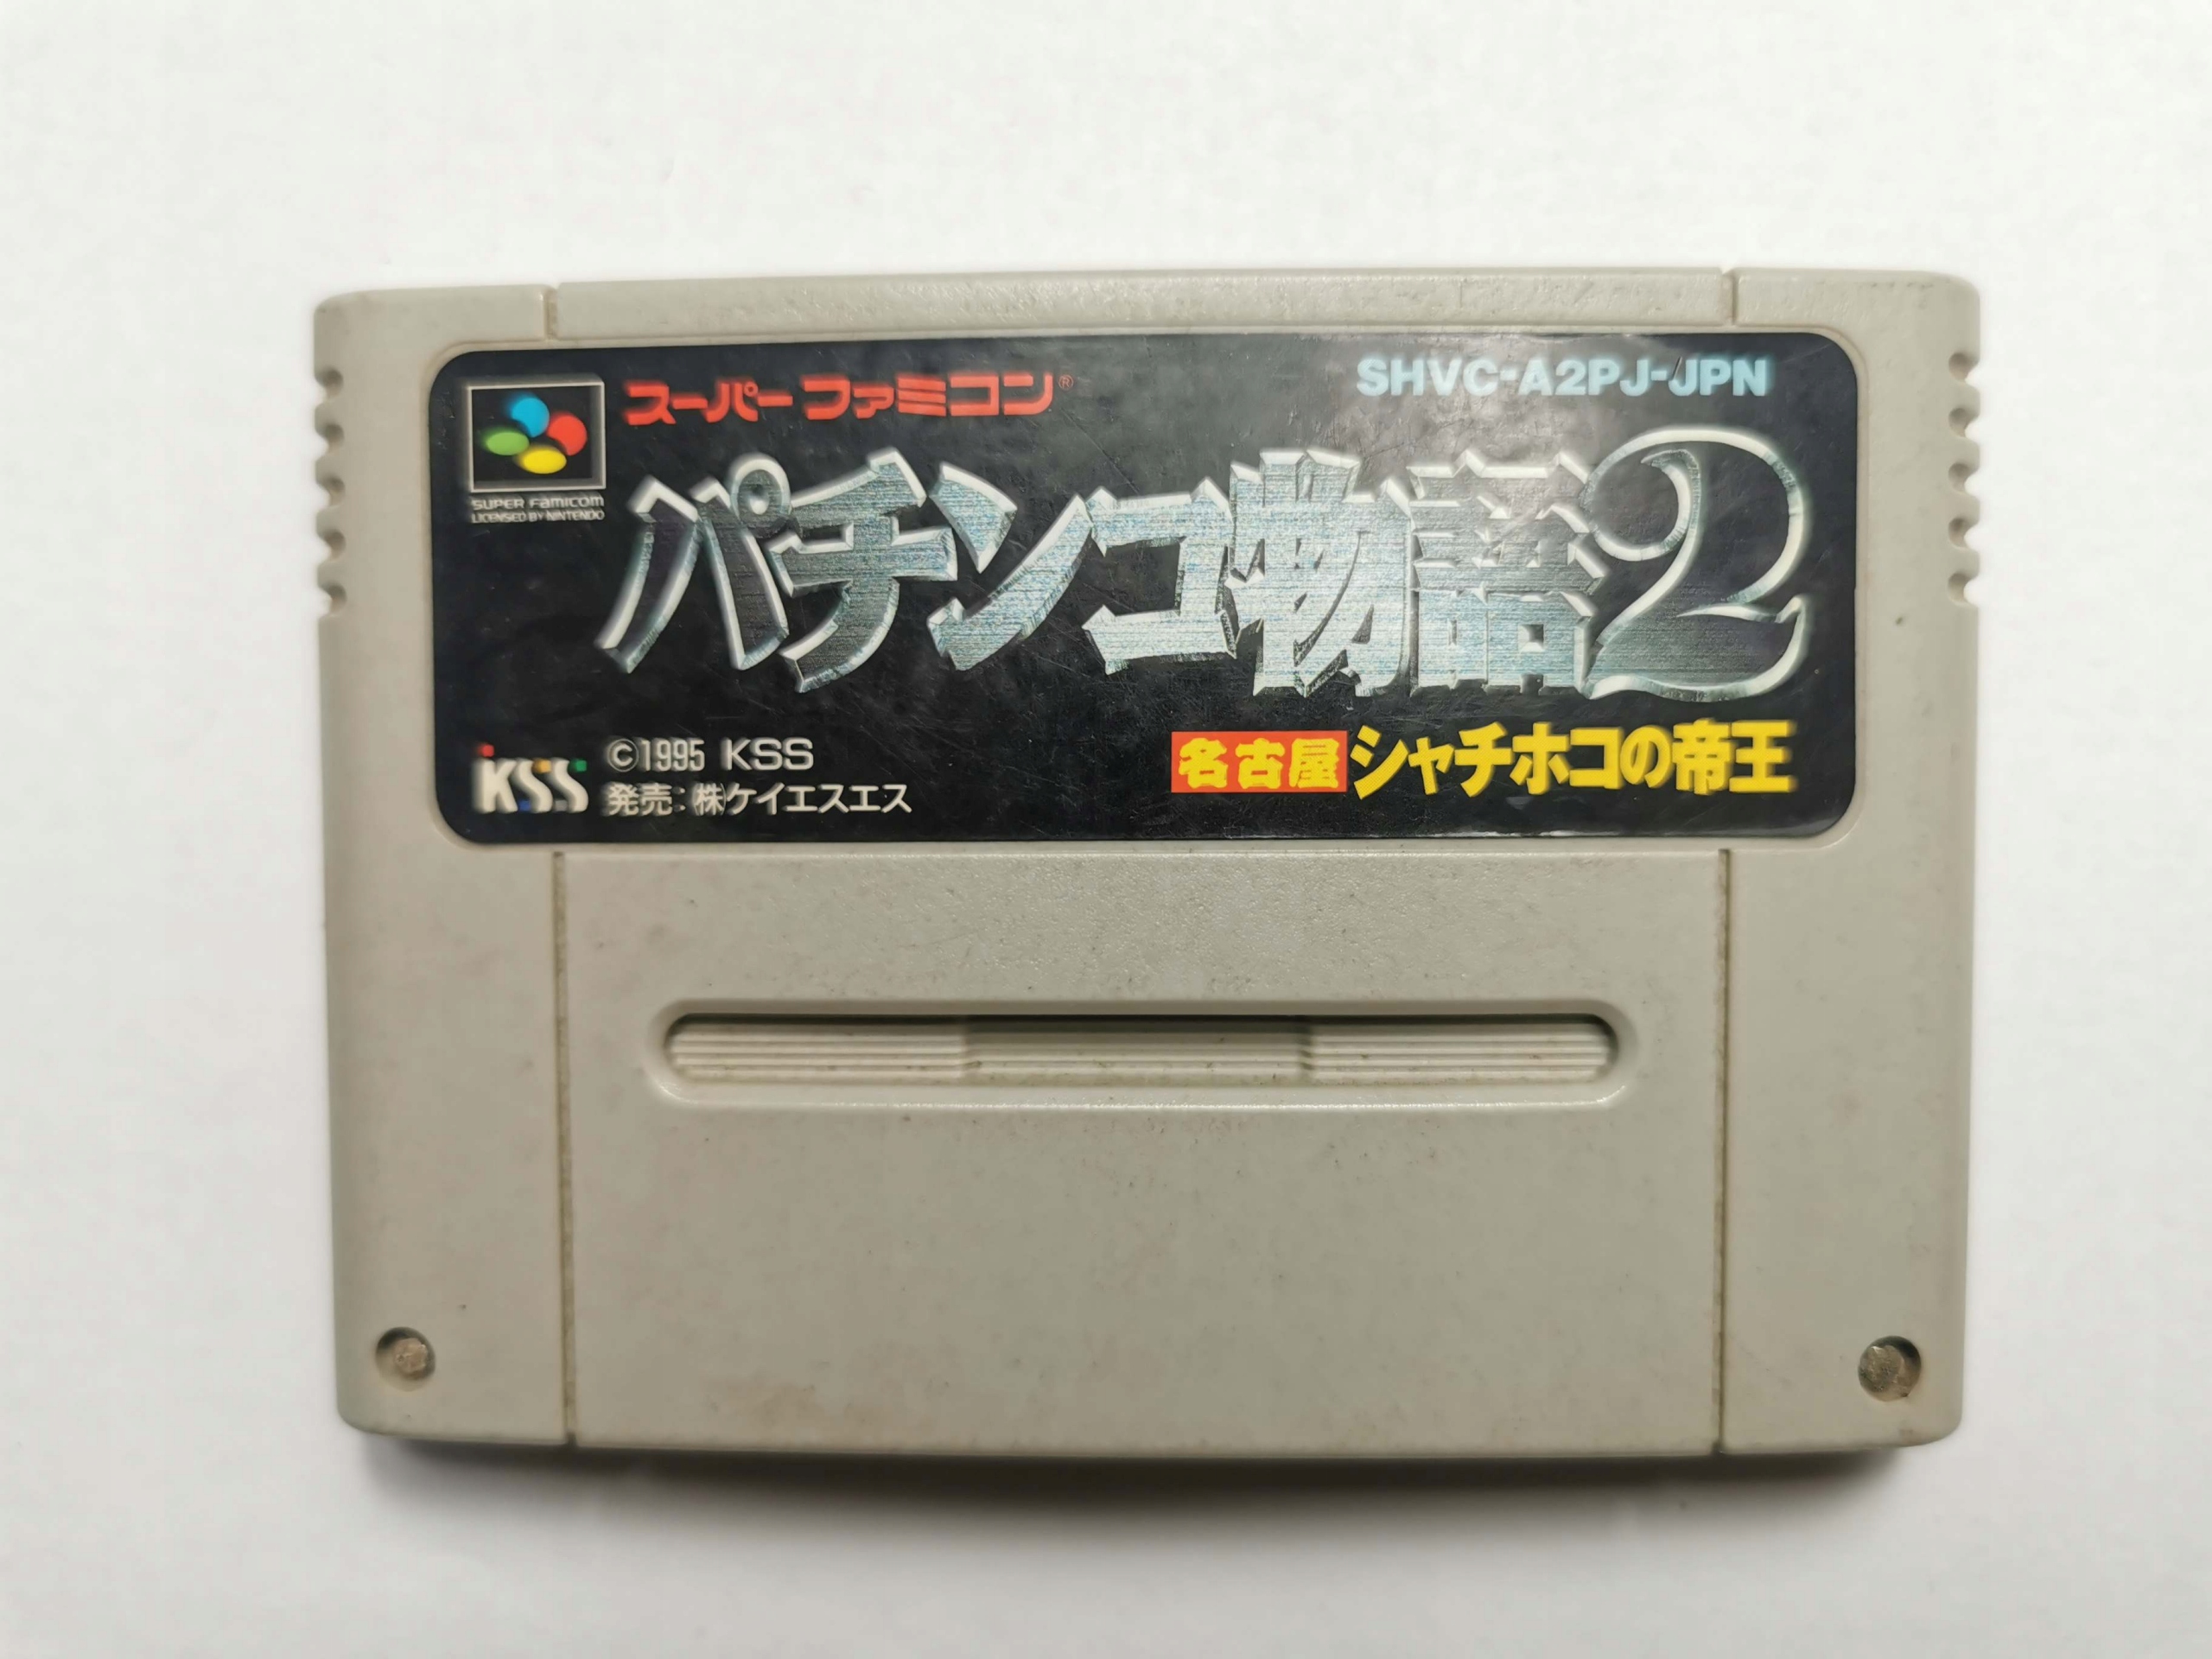 スーパーファミコン®
SHVC-A2PJ-JPN
SUPER FAMICOM
LICENSED BY NINTENDO
パチンコ物語2
名古屋シャチホコの帝王
KSS
©1995 KSS
発売:㈱ケイエスエス